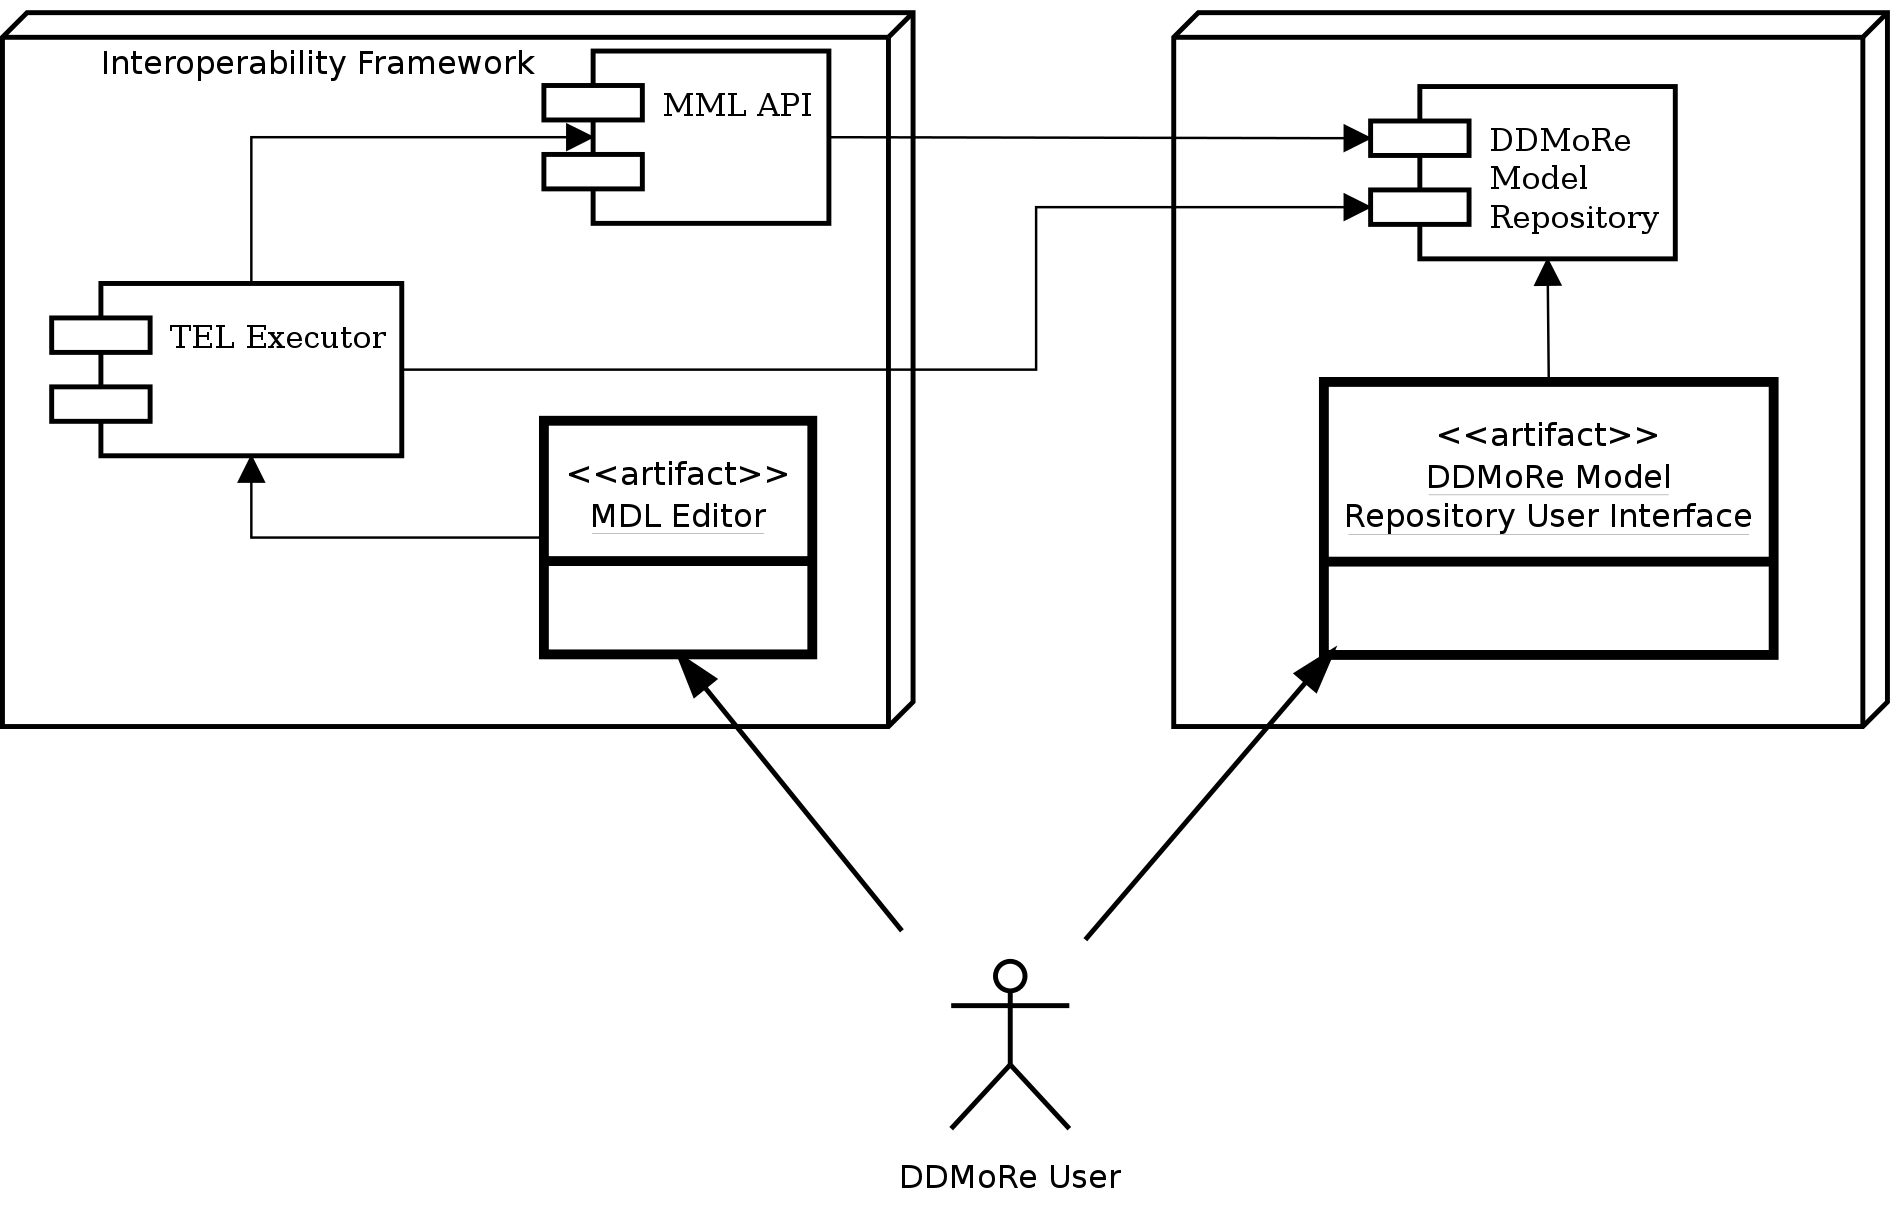 Interoperability Framework
MML API
TEL Executor
<<artifact>>
MDL Editor
DDMoRe
Model
Repository
<<artifact>>
DDMoRe Model
Repository User Interface
DDMoRe User